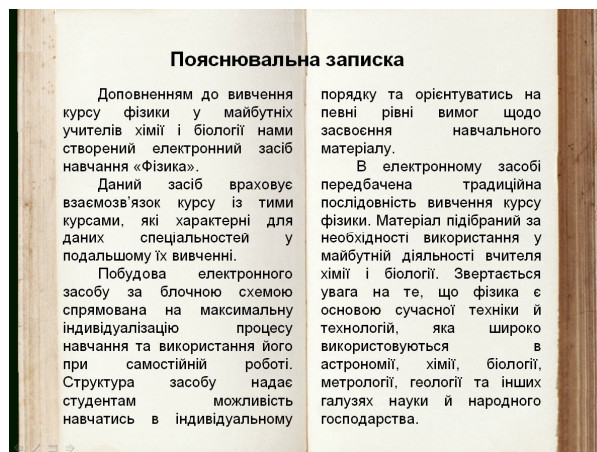 Пояснювальна записка
Доповненням до вивчення
курсу фізики у майбутніх
учителів хімії і біології нами
створений електронний засіб
навчання «Фізика».
Даний засіб враховує
взаємозв'язок курсу із тими
курсами, які характерні для
даних спеціальностей у
подальшому їх вивченні.
Побудова електронного
засобу за блочною схемою
спрямована на максимальну
індивідуалізацію процесу
навчання та використання його
при самостійній роботі.
Структура засобу надає
студентам можливість
навчатись в індивідуальному
порядку та орієнтуватись на
певні рівні вимог щодо
засвоєння навчального
матеріалу.
В електронному засобі
передбачена традиційна
послідовність вивчення курсу
фізики. Матеріал підібраний за
необхідності використання у
майбутній діяльності вчителя
хімії і біології. Звертається
увага на те, що фізика є
основою сучасної техніки й
технологій, яка широко
використовуються в
астрономії, хімії, біології,
метрології, геології та інших
галузях науки й народного
господарства.